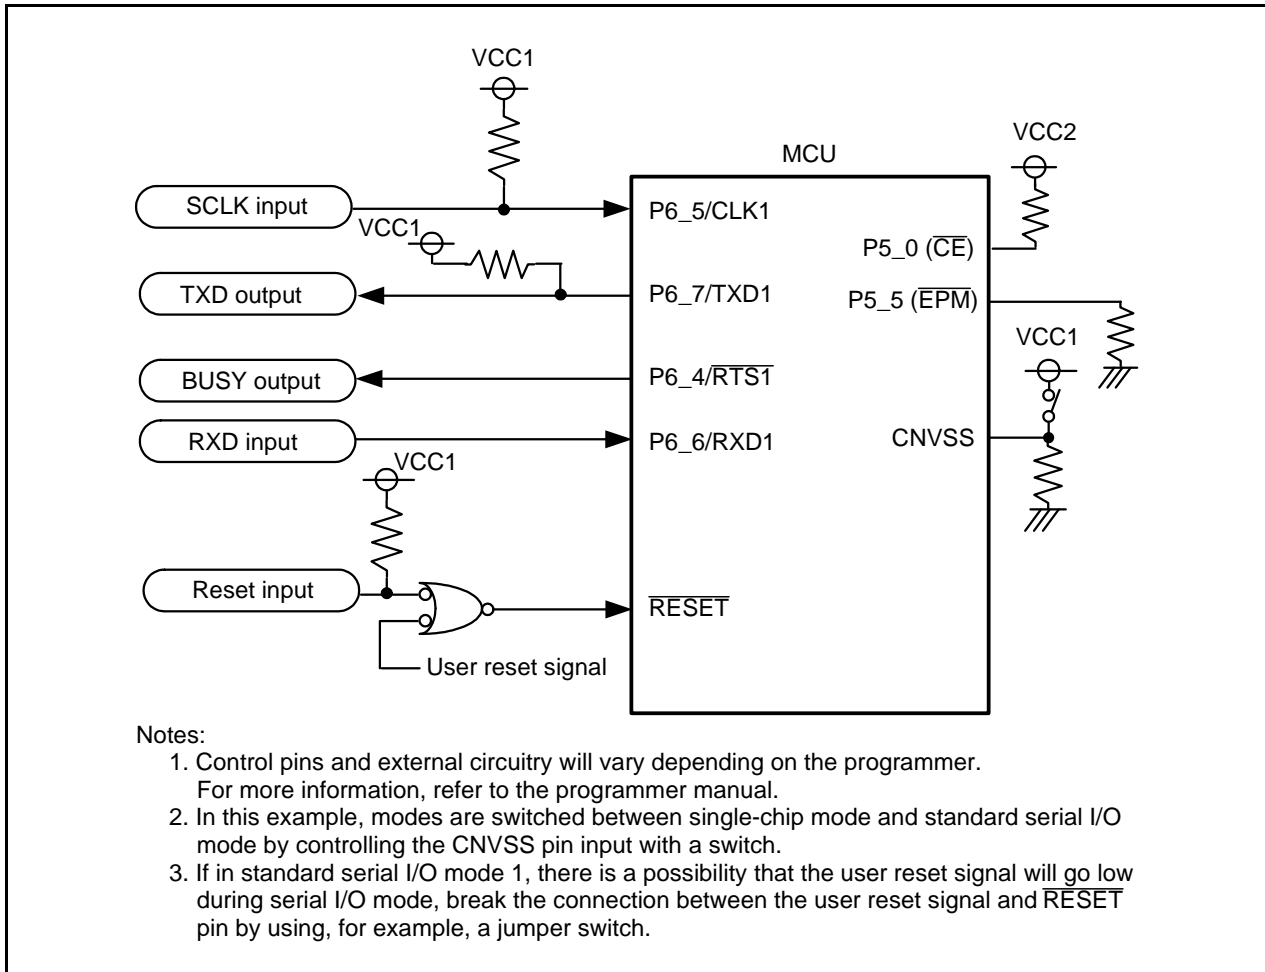 VCC1
VCC2
MCU
SCLK input
P6_5/CLK1
VCC1
P5_0 (CE)
TXD output
P6_7/TXD1
P5_5 (EPM)
VCC1
BUSY output
P6_4/RTS1
RXD input
P6_6/RXD1
CNVSS
VCC1
Reset input
RESET
User reset signal
Notes:
1. Control pins and external circuitry will vary depending on the programmer.
For more information, refer to the programmer manual.
2. In this example, modes are switched between single-chip mode and standard serial I/O
mode by controlling the CNVSS pin input with a switch.
3. If in standard serial I/O mode 1, there is a possibility that the user reset signal will go low
during serial I/O mode, break the connection between the user reset signal and RESET
pin by using, for example, a jumper switch.